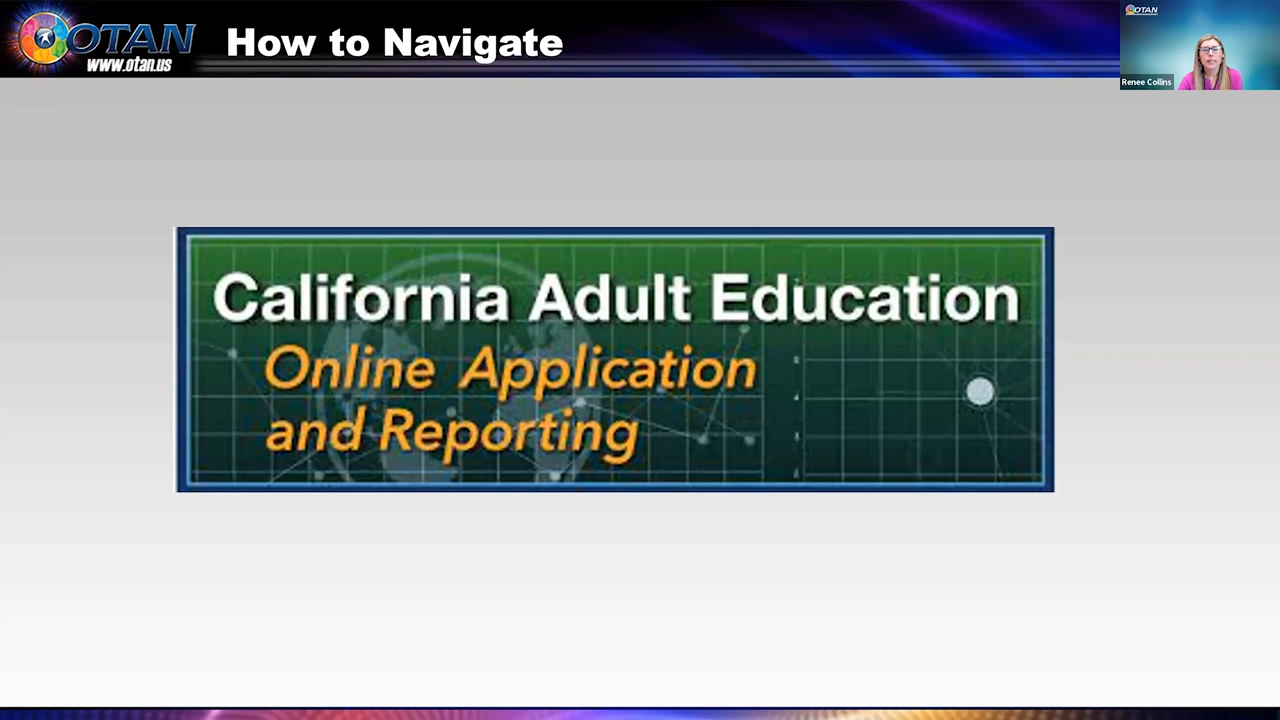 OTAN
www.otan.us
How to Navigate
OTAN
Renee Collins
California Adult Education
Online Application
and Reporting